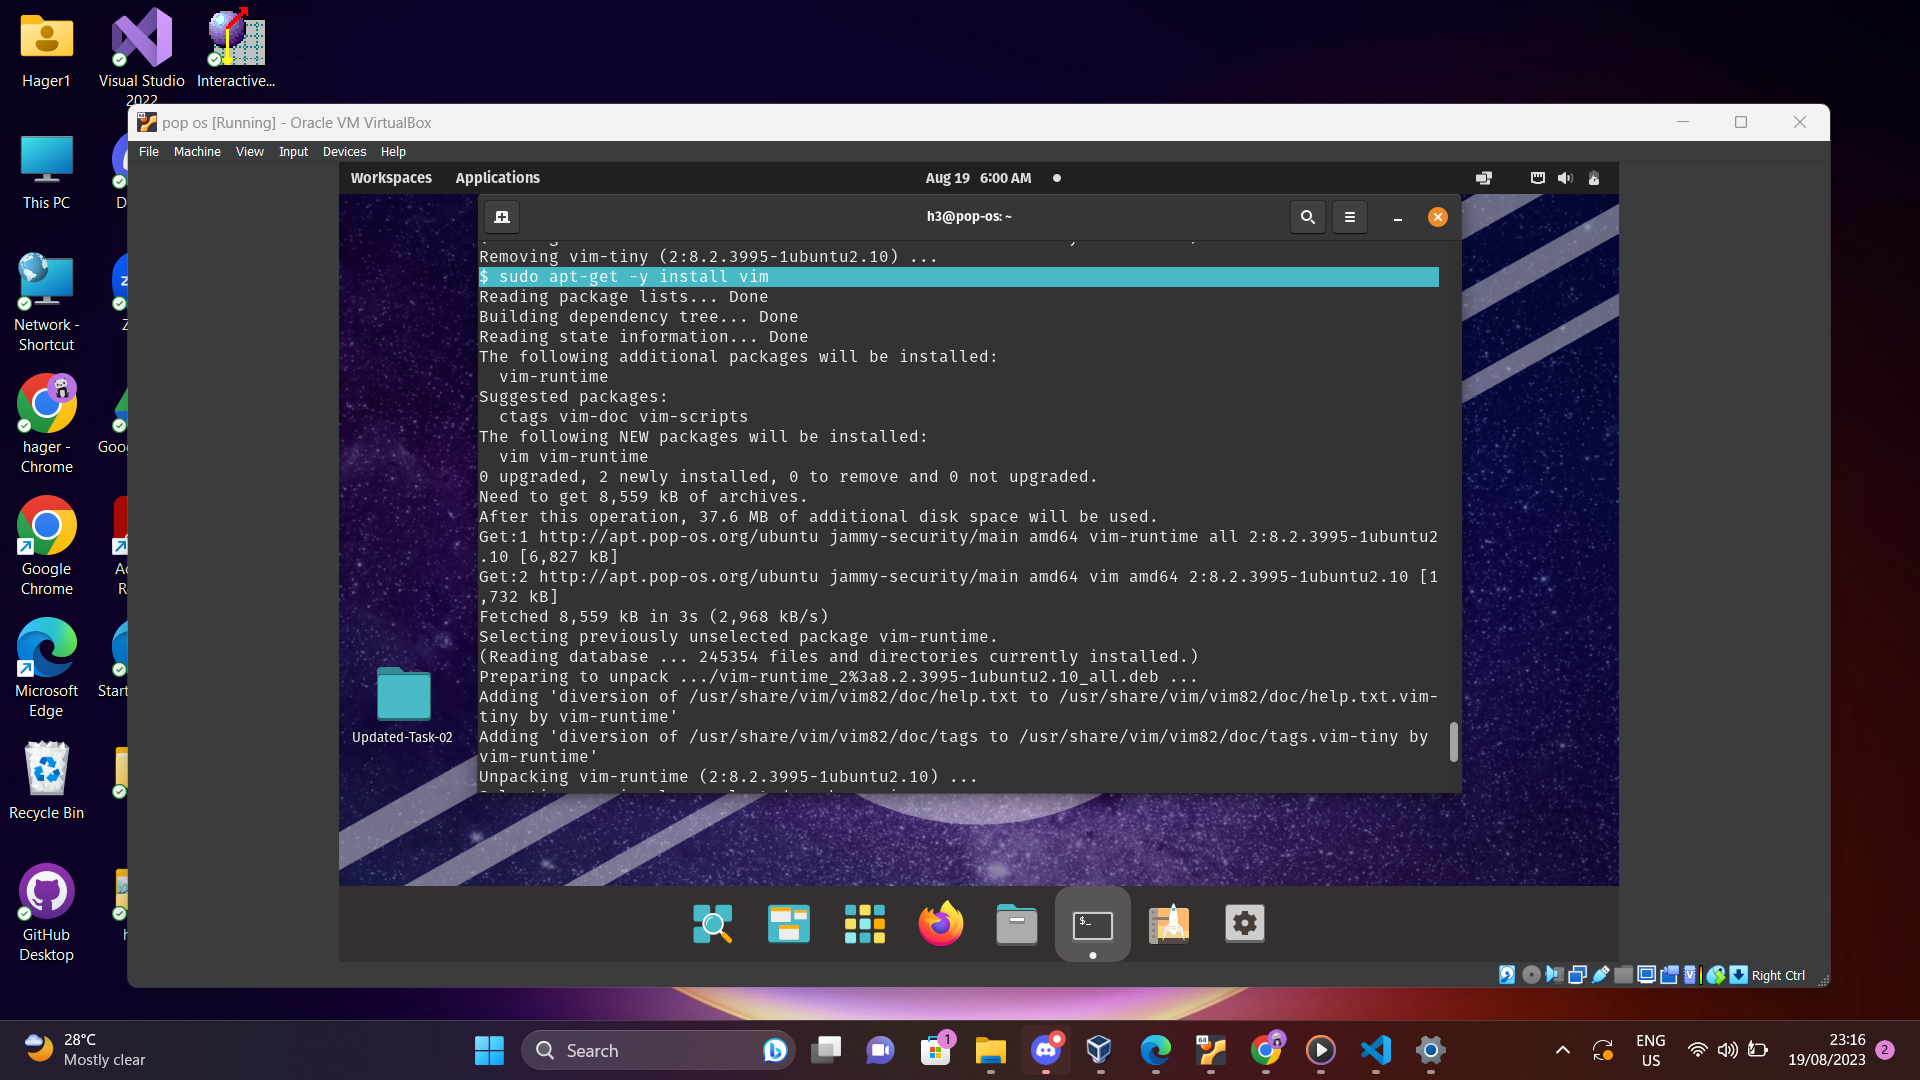 Hager1
Visual Studio
2022
Interactive...
pop os [Running] - Oracle VM VirtualBox
File Machine View Input Devices Help
Workspaces Applications
Aug 19 6:00 AM
h3@pop-os: ~
Removing vim-tiny (2:8.2.3995-1ubuntu2.10) ...
$ sudo apt-get -y install vim
Reading package lists... Done
Building dependency tree... Done
Reading state information... Done
The following additional packages will be installed:
vim-runtime
Suggested packages:
ctags vim-doc vim-scripts
The following NEW packages will be installed:
vim vim-runtime
0 upgraded, 2 newly installed, 0 to remove and 0 not upgraded.
Need to get 8,559 kB of archives.
After this operation, 37.6 MB of additional disk space will be used.
Get:1 http://apt.pop-os.org/ubuntu jammy-security/main amd64 vim-runtime all 2:8.2.3995-1ubuntu2
.10 [6,827 kB]
Get:2 http://apt.pop-os.org/ubuntu jammy-security/main amd64 vim amd64 2:8.2.3995-1ubuntu2.10 [1
,732 kB]
Fetched 8,559 kB in 3s (2,968 kB/s)
Selecting previously unselected package vim-runtime.
(Reading database ... 245354 files and directories currently installed.)
Preparing to unpack .../vim-runtime_2%3a8.2.3995-1ubuntu2.10_all.deb ...
Adding 'diversion of /usr/share/vim/vim82/doc/help.txt to /usr/share/vim/vim82/doc/help.txt.vim-
tiny by vim-runtime'
Adding 'diversion of /usr/share/vim/vim82/doc/tags to /usr/share/vim/vim82/doc/tags.vim-tiny by
vim-runtime'
Unpacking vim-runtime (2:8.2.3995-1ubuntu2.10) ...
This PC
Network -
Shortcut
hager -
Chrome
Goo
Google
Chrome
Microsoft
Edge
Start
Recycle Bin
GitHub
Desktop
Updated-Task-02
Right Ctrl
28°C
Mostly clear
Search
1
64
ENG
US
23:16
19/08/2023
2